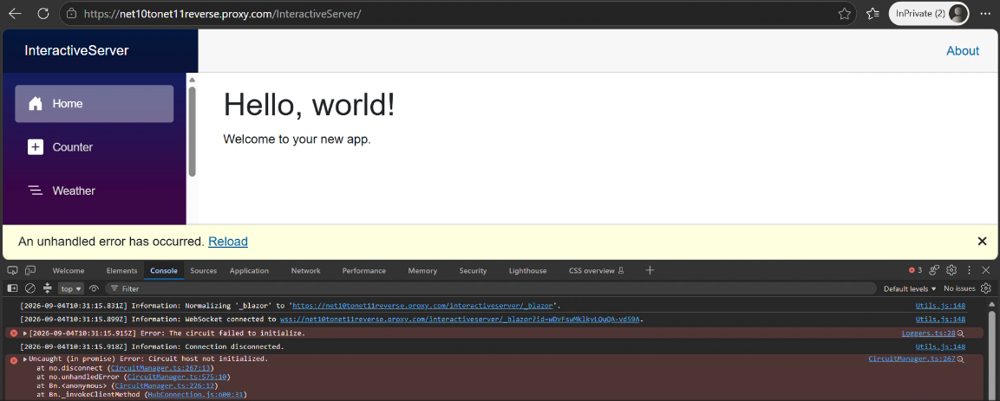 https://net10tonet11reverse.proxy.com/InteractiveServer/
InPrivate (2)
InteractiveServer
About
Home
Hello, world!
Welcome to your new app.
Counter
Weather
An unhandled error has occurred. Reload
Welcome Elements Console Sources Application Network Performance Memory Security Lighthouse CSS overview 3
top Filter Default levels No issues
[2026-09-04T10:31:15.831Z] Information: Normalizing '_blazor' to 'https://net10tonet11reverse.proxy.com/interactiveserver/_blazor'. Utils.js:148
[2026-09-04T10:31:15.899Z] Information: WebSocket connected to wss://net10tonet11reverse.proxy.com/interactiveserver/_blazor?id=wDvFswMklkyLQuQA-vd59A. Utils.js:148
[2026-09-04T10:31:15.915Z] Error: The circuit failed to initialize. Loggers.ts:28
[2026-09-04T10:31:15.918Z] Information: Connection disconnected. Utils.js:148
Uncaught (in promise) Error: Circuit host not initialized. CircuitManager.ts:267
at no.disconnect (CircuitManager.ts:267:13)
at no.unhandledError (CircuitManager.ts:575:10)
at Bn.<anonymous> (CircuitManager.ts:226:12)
at Bn._invokeClientMethod (HubConnection.js:600:31)